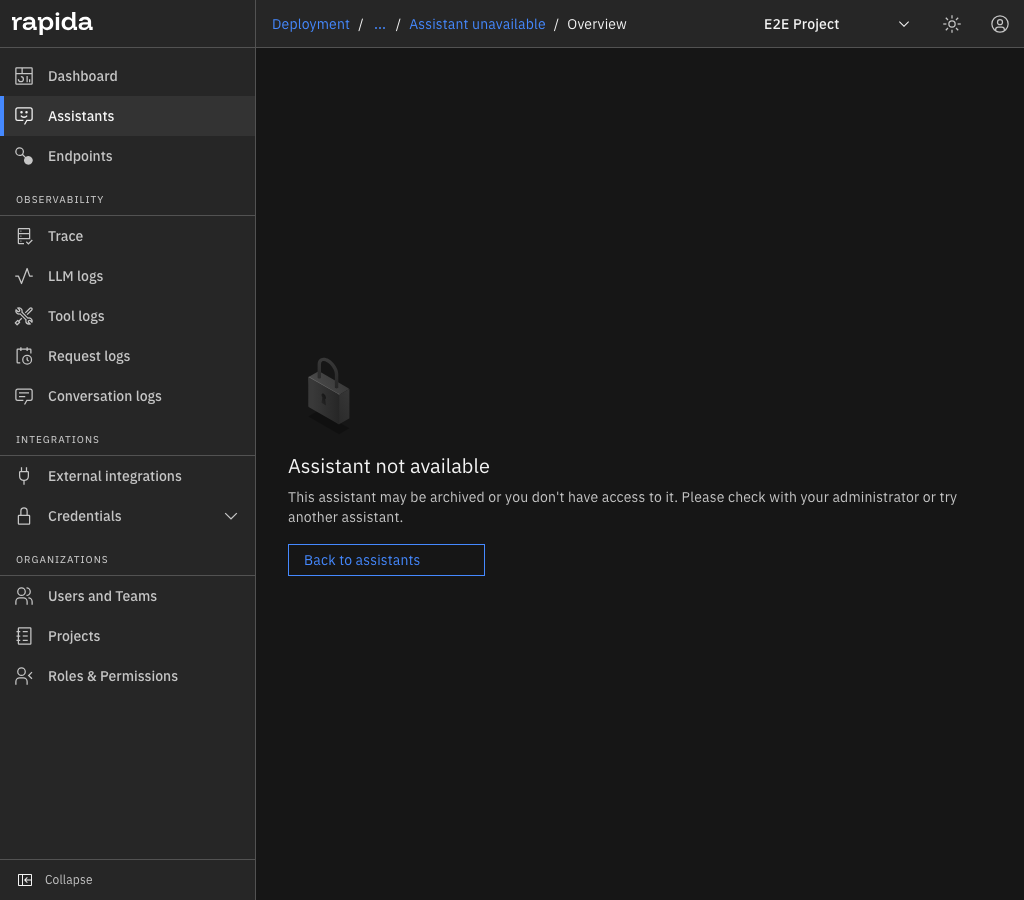 rapida
Deployment / ... / Assistant unavailable / Overview
E2E Project
Dashboard
Assistants
Endpoints
OBSERVABILITY
Trace
LLM logs
Tool logs
Request logs
Conversation logs
INTEGRATIONS
External integrations
Credentials
ORGANIZATIONS
Users and Teams
Projects
Roles & Permissions
Collapse
Assistant not available
This assistant may be archived or you don't have access to it. Please check with your administrator or try
another assistant.
Back to assistants